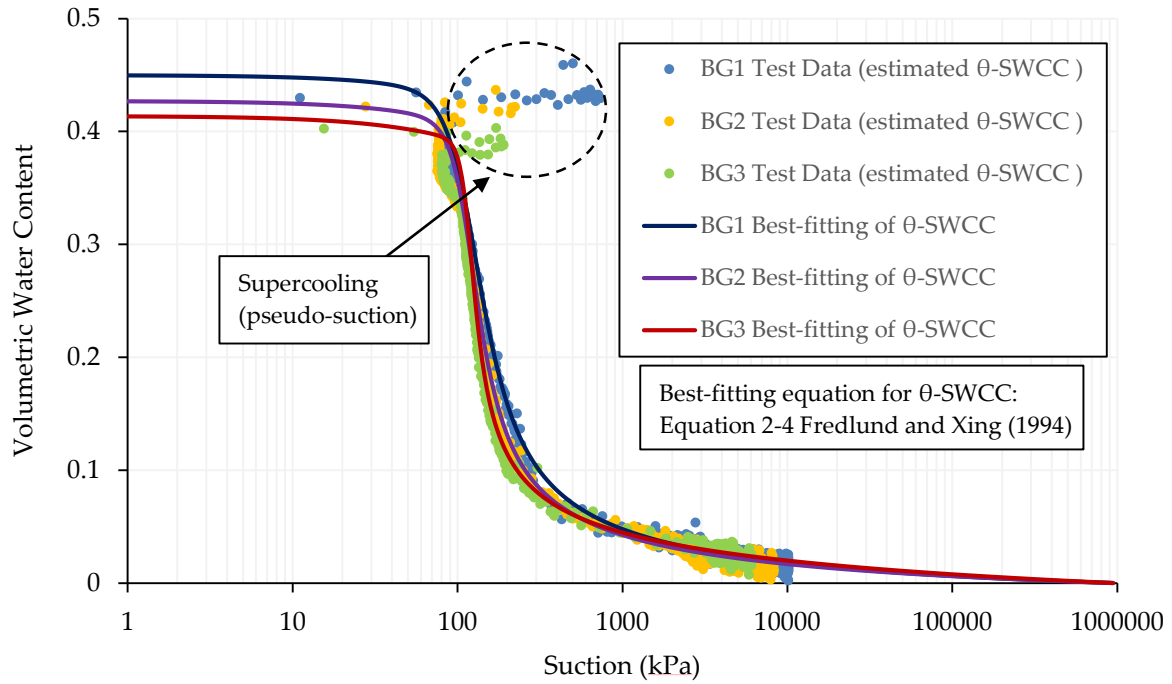 0.5
0.4
0.3
0.2
0.1
0
Volumetric Water Content
1
10
100
1000
10000
100000
1000000
Suction (kPa)
BG1 Test Data (estimated θ-SWCC )
BG2 Test Data (estimated θ-SWCC )
BG3 Test Data (estimated θ-SWCC )
BG1 Best-fitting of θ-SWCC
BG2 Best-fitting of θ-SWCC
BG3 Best-fitting of θ-SWCC
Supercooling
(pseudo-suction)
Best-fitting equation for θ-SWCC:
Equation 2-4 Fredlund and Xing (1994)